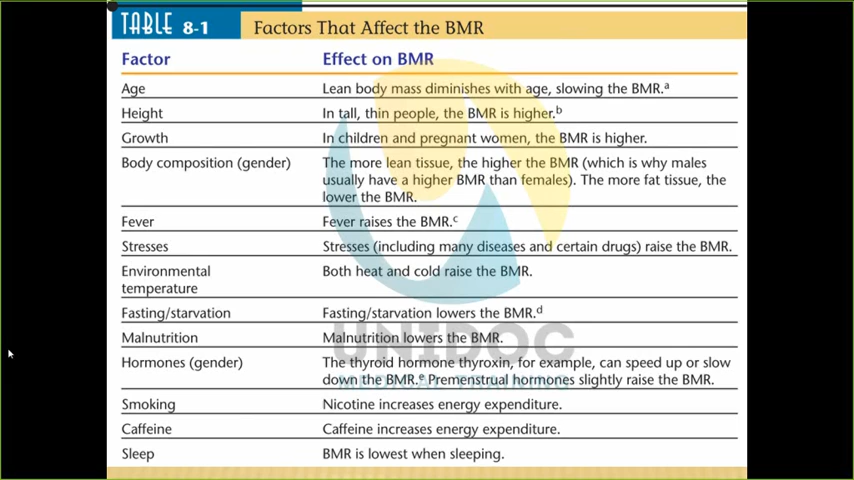 TABLE 8-1 Factors That Affect the BMR
Factor Effect on BMR
Age Lean body mass diminishes with age, slowing the BMR.a
Height In tall, thin people, the BMR is higher.b
Growth In children and pregnant women, the BMR is higher.
Body composition (gender) The more lean tissue, the higher the BMR (which is why males
usually have a higher BMR than females). The more fat tissue, the
lower the BMR.
Fever Fever raises the BMR.c
Stresses Stresses (including many diseases and certain drugs) raise the BMR.
Environmental Both heat and cold raise the BMR.
temperature
Fasting/starvation Fasting/starvation lowers the BMR.d
Malnutrition Malnutrition lowers the BMR.
Hormones (gender) The thyroid hormone thyroxin, for example, can speed up or slow
down the BMR.e Premenstrual hormones slightly raise the BMR.
Smoking Nicotine increases energy expenditure.
Caffeine Caffeine increases energy expenditure.
Sleep BMR is lowest when sleeping.
UNIDOC
MEDICAL TRAINING